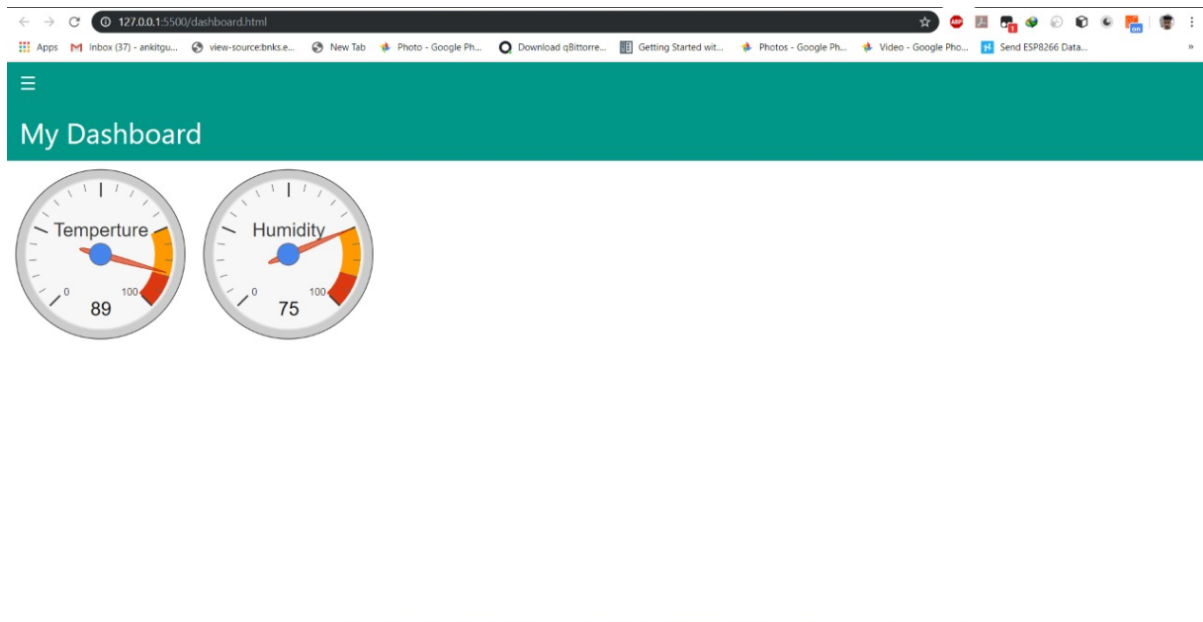 127.0.0.1:5500/dashboard.html
Apps Inbox (37) - ankitgu... view-source:bnks.e... New Tab Photo - Google Ph... Download qBittorre... Getting Started wit... Photos - Google Ph... Video - Google Pho... Send ESP8266 Data... »
My Dashboard
Temperture Humidity
0 100 0 100
89 75